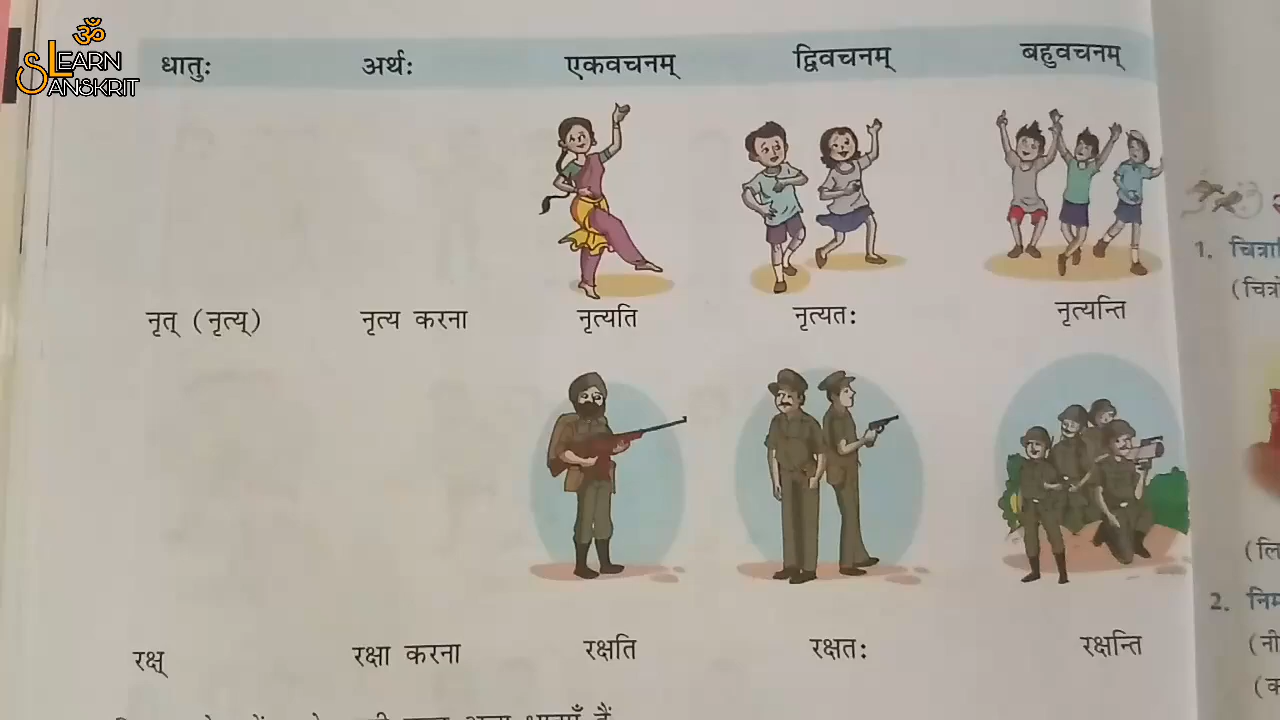 ॐ
LEARN
SANSKRIT
धातुः अर्थः एकवचनम् द्विवचनम् बहुवचनम्
नृत् (नृत्य्) नृत्य करना नृत्यति नृत्यतः नृत्यन्ति
रक्ष् रक्षा करना रक्षति रक्षतः रक्षन्ति
1.
2.